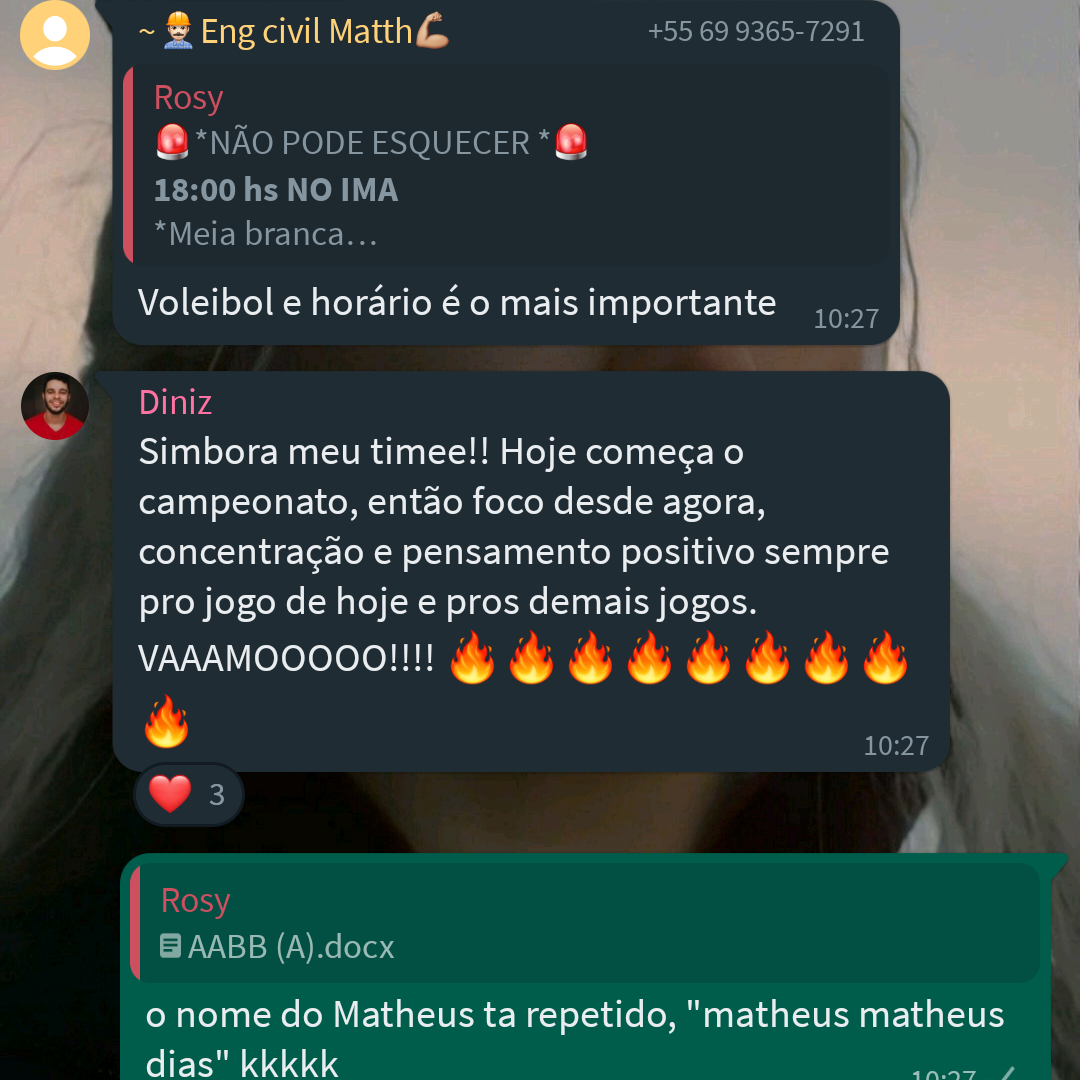 ~👷🏻‍♂️Eng civil Matth💪🏼 +55 69 9365-7291
Rosy
🚨*NÃO PODE ESQUECER *🚨
18:00 hs NO IMA
*Meia branca…
Voleibol e horário é o mais importante
10:27
Diniz
Simbora meu timee!! Hoje começa o
campeonato, então foco desde agora,
concentração e pensamento positivo sempre
pro jogo de hoje e pros demais jogos.
VAAAMOOOOO!!!! 🔥🔥🔥🔥🔥🔥🔥🔥
🔥
10:27
❤️ 3
Rosy
AABB (A).docx
o nome do Matheus ta repetido, "matheus matheus
dias" kkkkk
10:27